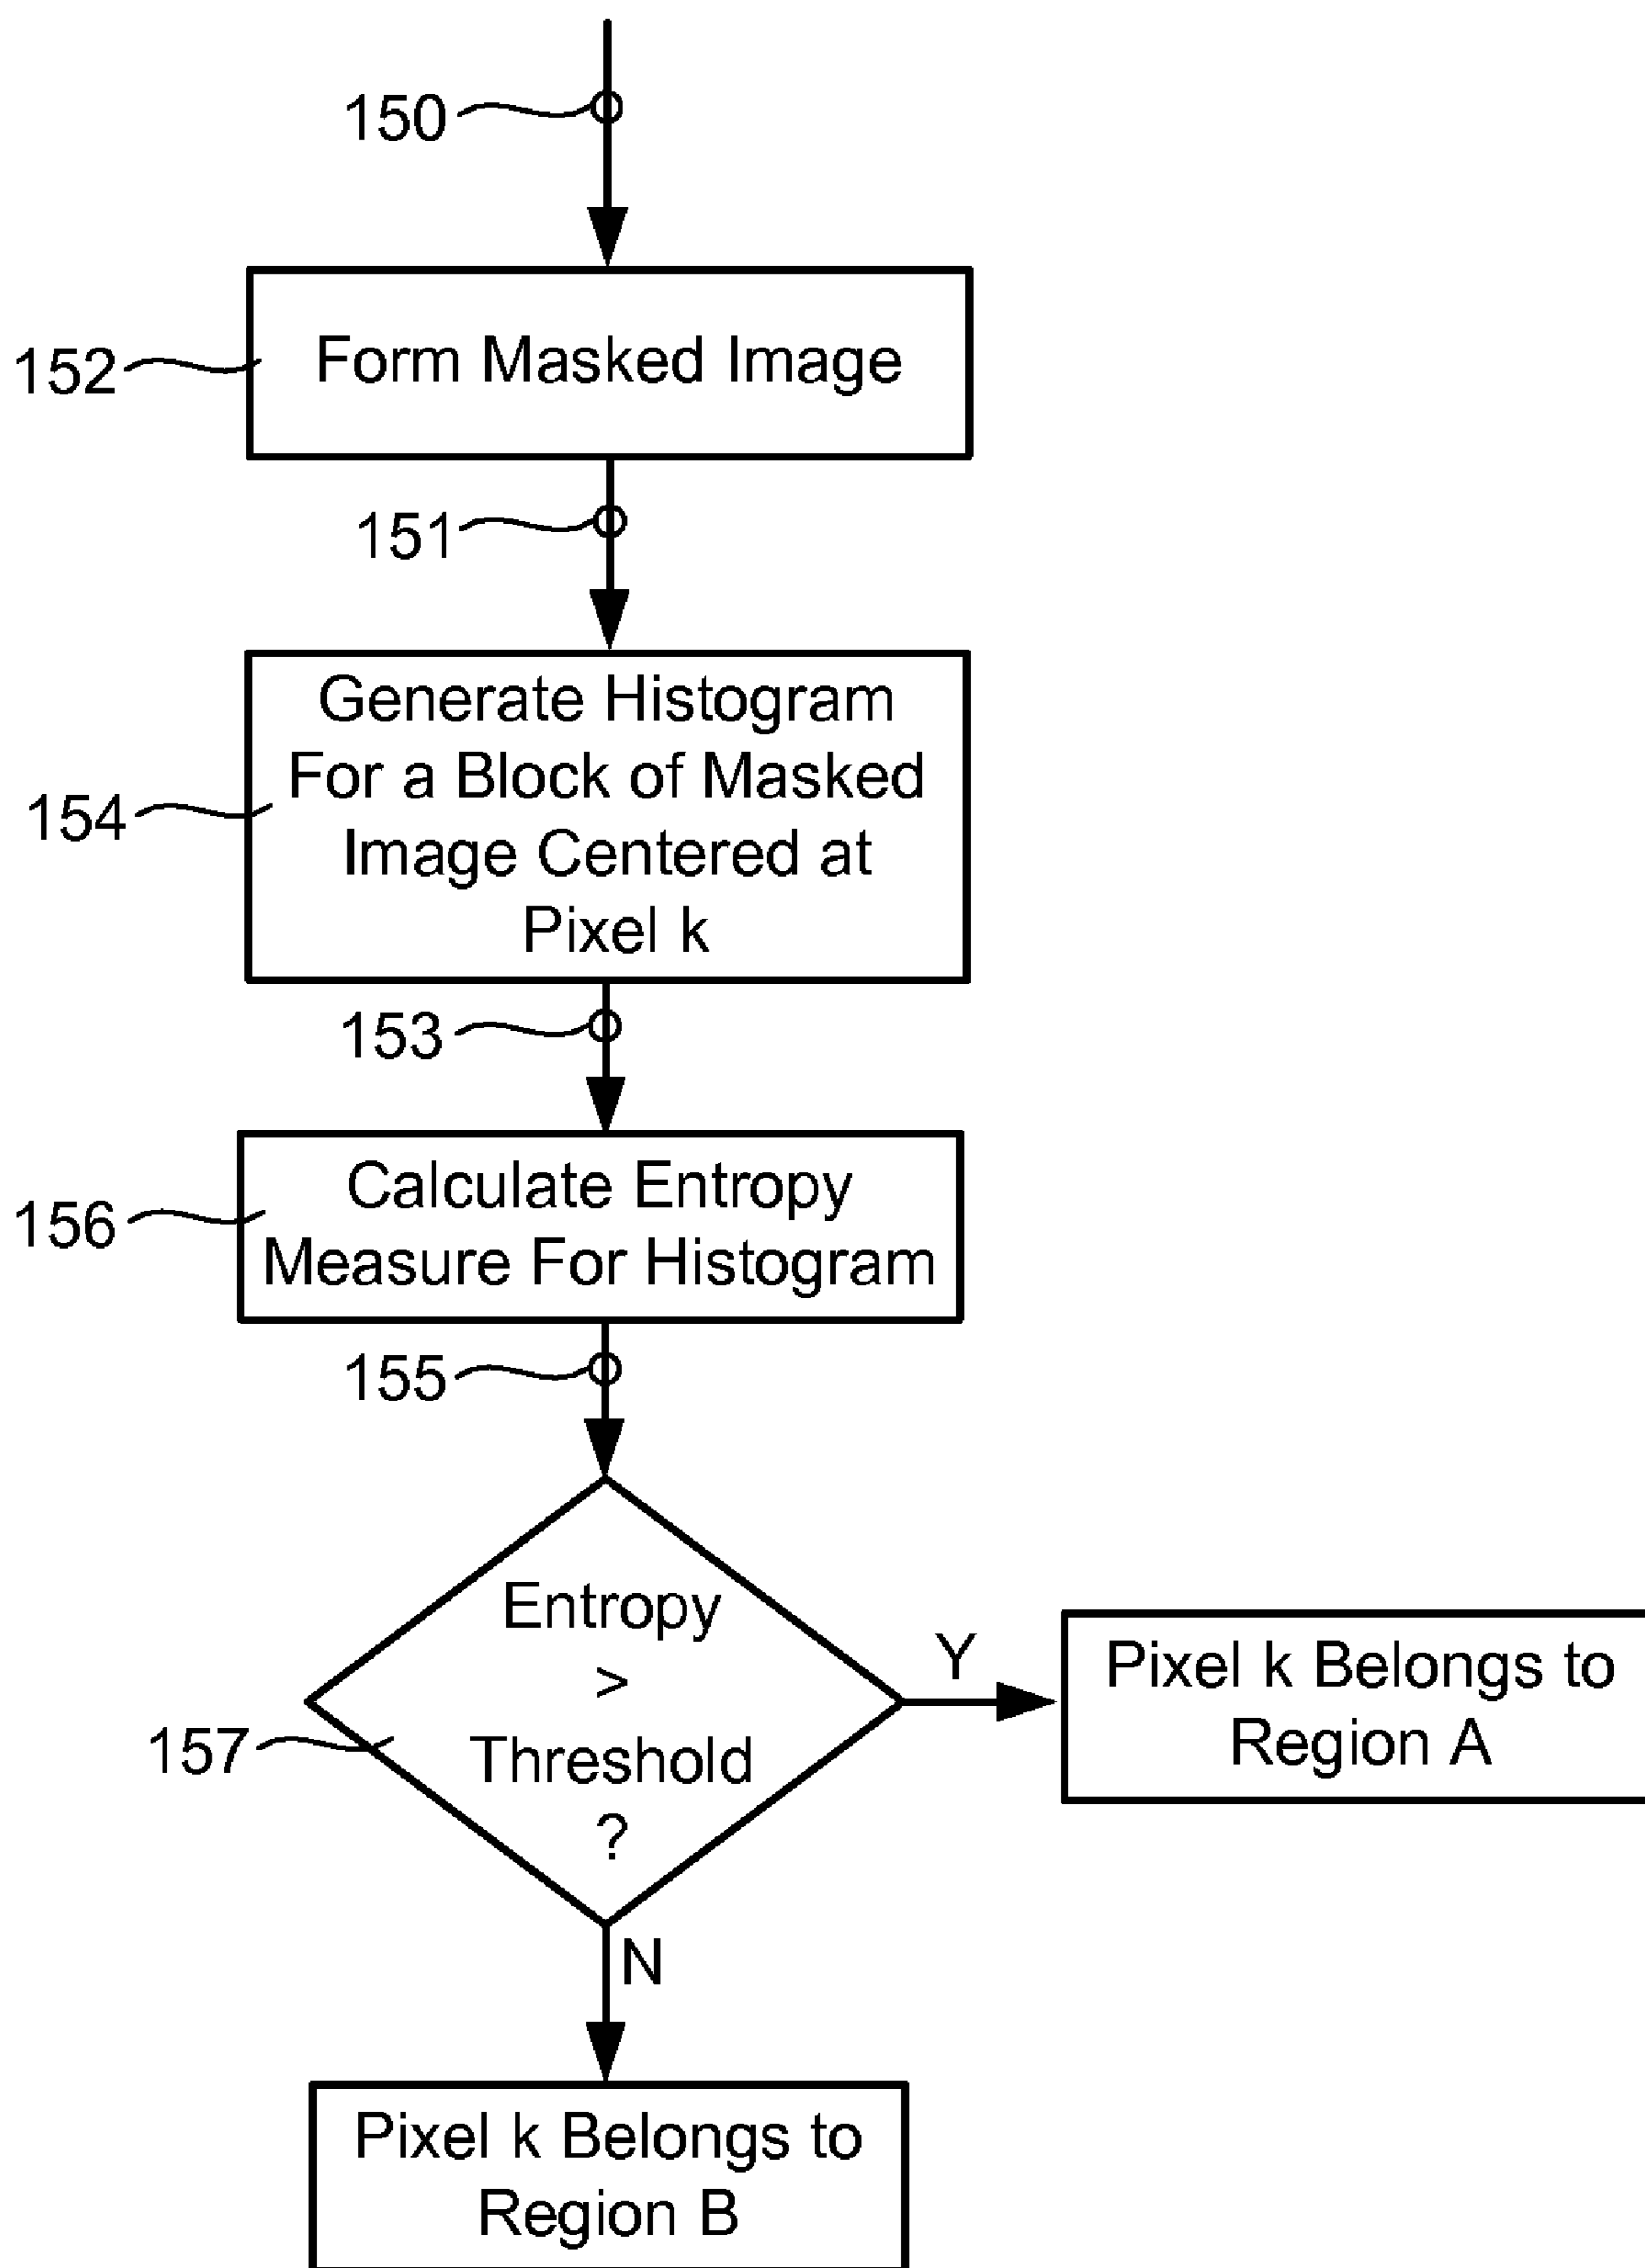 150
152
Form Masked Image
151
154
Generate Histogram
For a Block of Masked
Image Centered at
Pixel k
153
156
Calculate Entropy
Measure For Histogram
155
157
Entropy
>
Threshold
?
Y
Pixel k Belongs to
Region A
N
Pixel k Belongs to
Region B